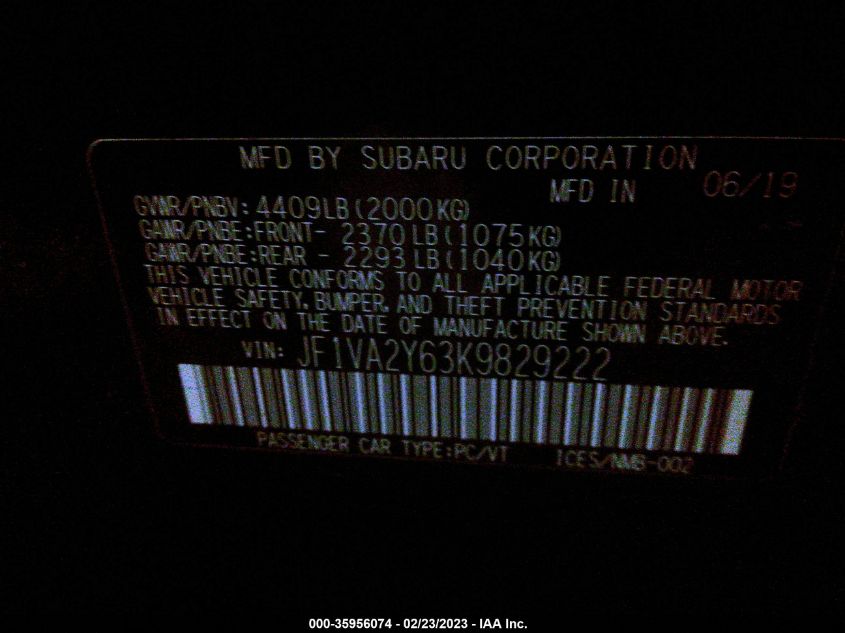 MFD BY SUBARU CORPORATION
MFD IN 06/19
GVWR/PNBV: 4409LB (2000KG)
GAWR/PNBE:FRONT- 2370LB (1075KG)
GAWR/PNBE:REAR - 2293LB (1040KG)
THIS VEHICLE CONFORMS TO ALL APPLICABLE FEDERAL MOTOR
VEHICLE SAFETY, BUMPER, AND THEFT PREVENTION STANDARDS
IN EFFECT ON THE DATE OF MANUFACTURE SHOWN ABOVE.
VIN: JF1VA2Y63K9829222
PASSENGER CAR TYPE:PC/VT ICES/NMB-002
000-35956074 - 02/23/2023 - IAA Inc.